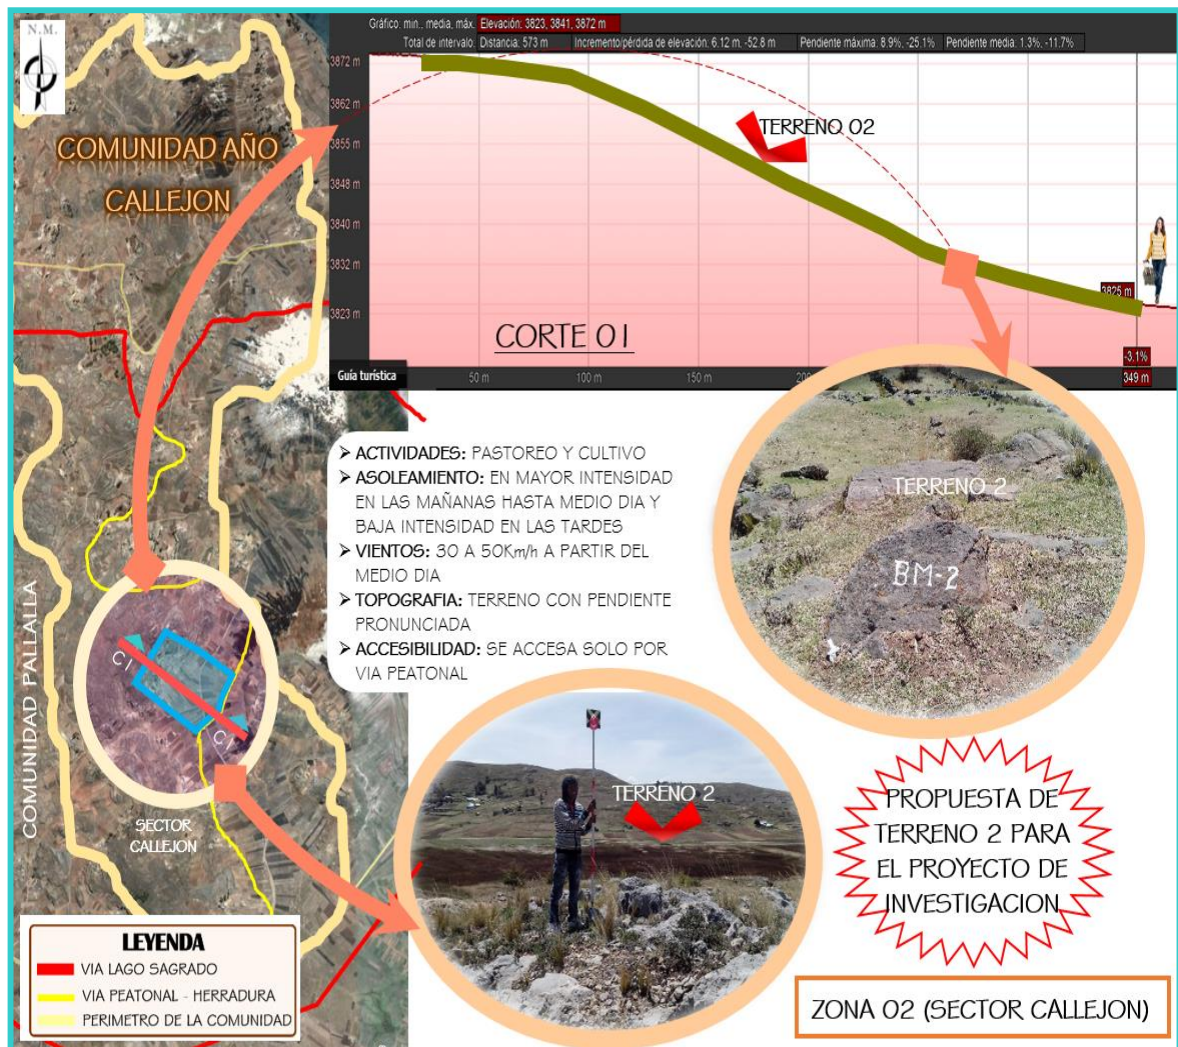 N.M.
Gráfico: mín., media, máx. Elevación: 3823, 3841, 3872 m
Total de intervalo: Distancia: 573 m Incremento/pérdida de elevación: 6.12 m, -52.8 m Pendiente máxima: 8.9%, -25.1% Pendiente media: 1.3%, -11.7%
3872 m
3862 m
3855 m
3848 m
3840 m
3832 m
3823 m
TERRENO 02
3825 m
CORTE 01
-3.1%
Guía turística
50 m
100 m
150 m
349 m
COMUNIDAD AÑO
CALLEJON
➢ ACTIVIDADES: PASTOREO Y CULTIVO
➢ ASOLEAMIENTO: EN MAYOR INTENSIDAD
EN LAS MAÑANAS HASTA MEDIO DIA Y
BAJA INTENSIDAD EN LAS TARDES
➢ VIENTOS: 30 A 50Km/h A PARTIR DEL
MEDIO DIA
➢ TOPOGRAFIA: TERRENO CON PENDIENTE
PRONUNCIADA
➢ ACCESIBILIDAD: SE ACCESA SOLO POR
VIA PEATONAL
TERRENO 2
BM-2
COMUNIDAD PALLALLA
C1
C1
SECTOR
CALLEJON
TERRENO 2
PROPUESTA DE
TERRENO 2 PARA
EL PROYECTO DE
INVESTIGACION
LEYENDA
VIA LAGO SAGRADO
VIA PEATONAL - HERRADURA
PERIMETRO DE LA COMUNIDAD
ZONA 02 (SECTOR CALLEJON)